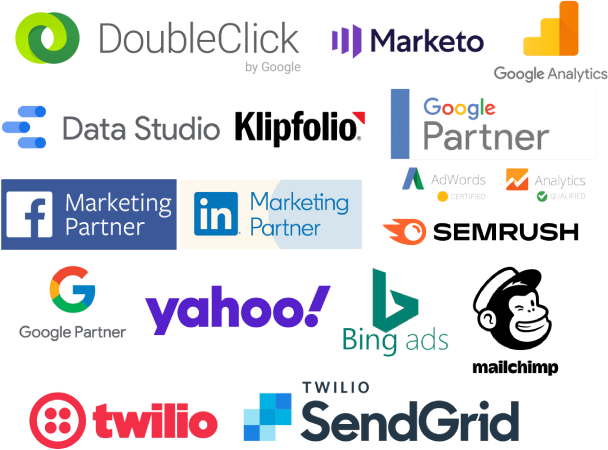 DoubleClick
by Google
Marketo
Google Analytics
Data Studio
Klipfolio®
Google
Partner
AdWords
CERTIFIED
Analytics
QUALIFIED
f
Marketing
Partner
in
Marketing
Partner
SEMRUSH
G
Google Partner
yahoo!
b
Bing ads
mailchimp
twilio
TWILIO
SendGrid